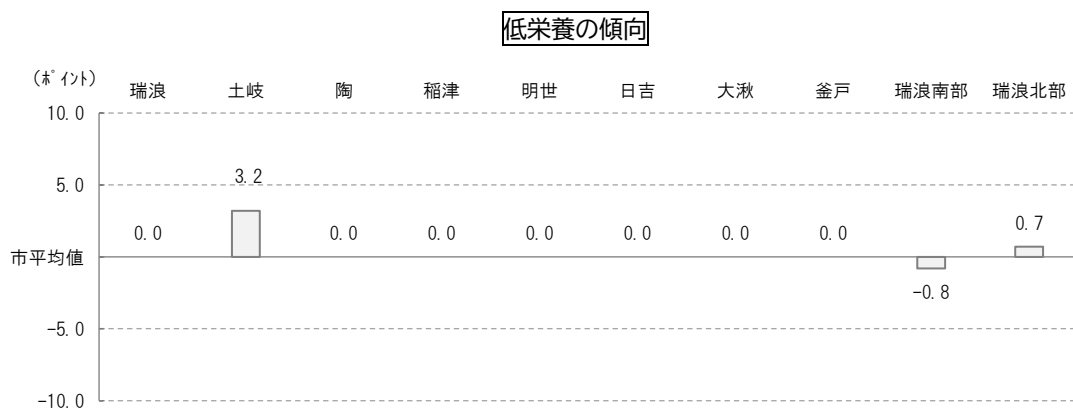 低栄養の傾向
(ﾎﾟｲﾝﾄ)
瑞浪 土岐 陶 稲津 明世 日吉 大湫 釜戸 瑞浪南部 瑞浪北部
10.0
5.0
3.2
0.0 0.0 0.0 0.0 0.0 0.0 0.0 0.7
市平均値
-0.8
-5.0
-10.0